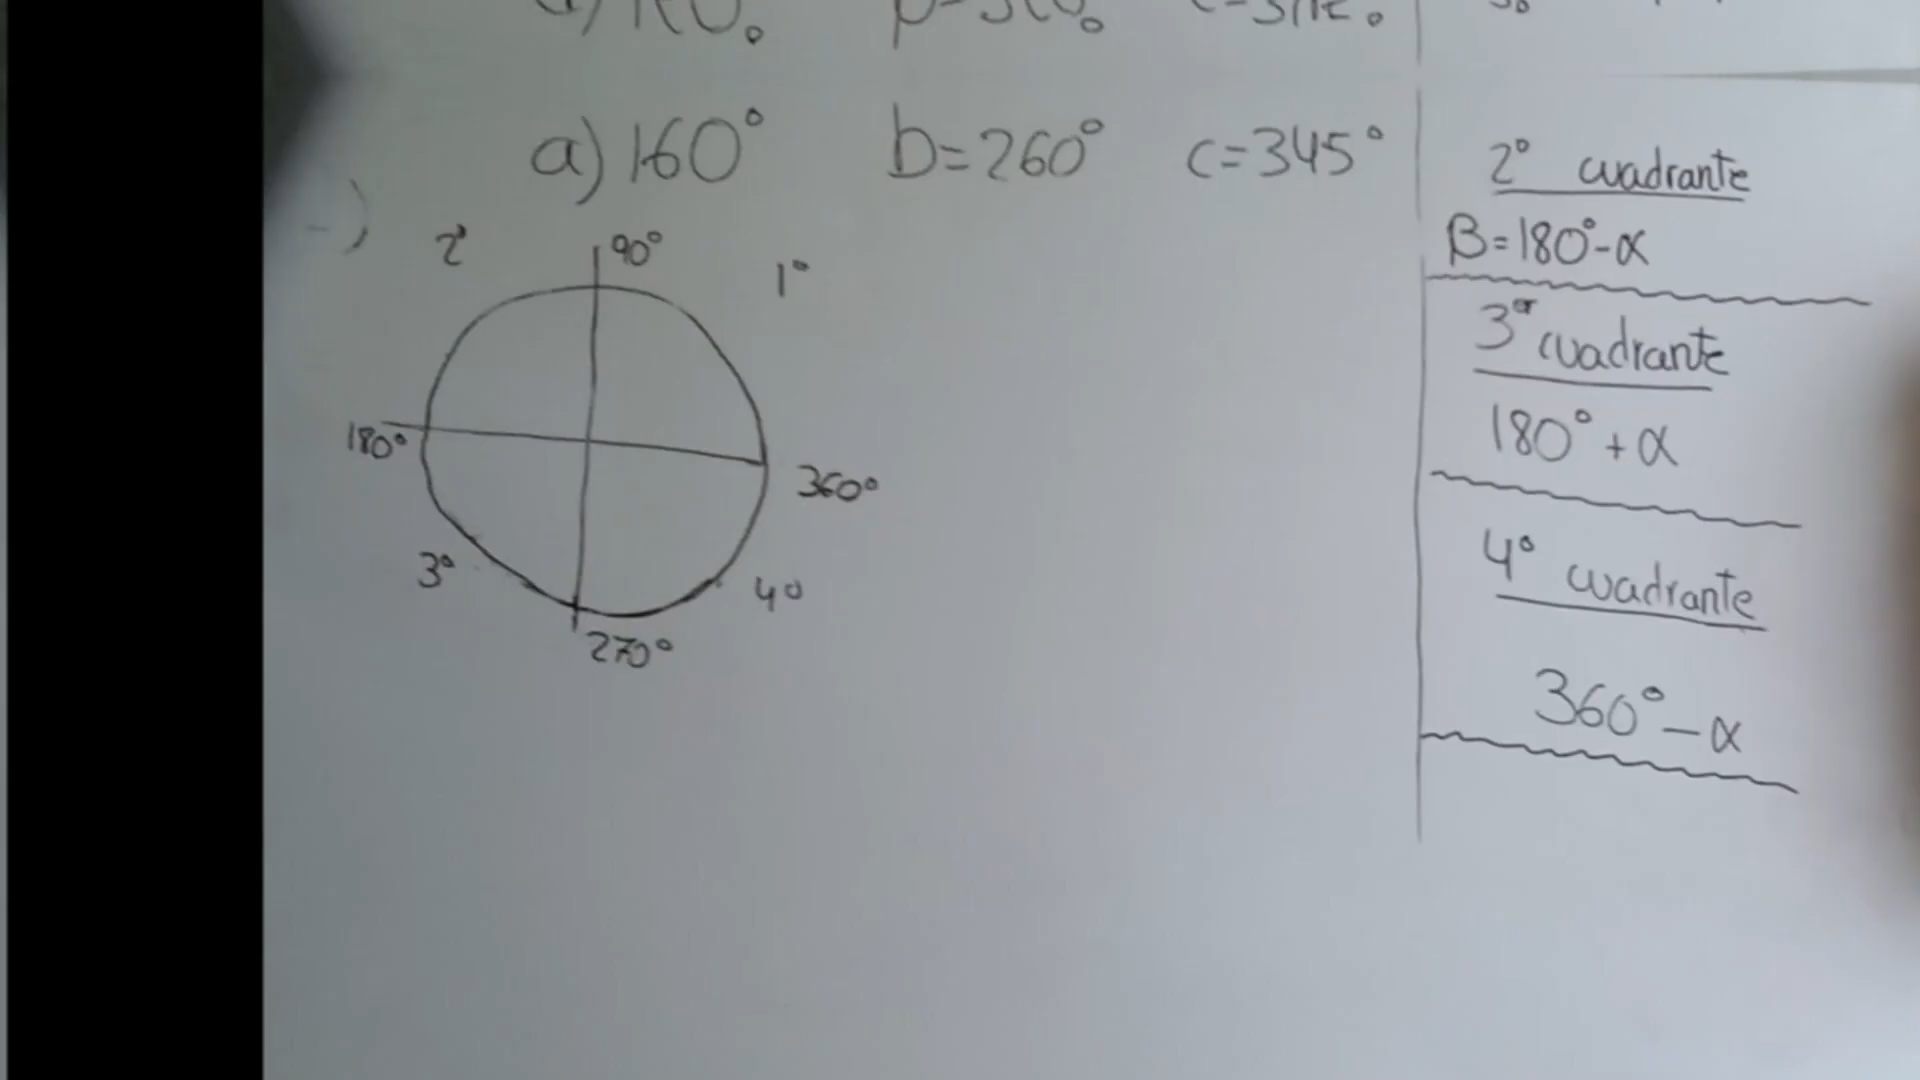 a) 160° b=260° c=345°
2° 90° 1°
180° 360°
3° 4°
270°
2° cuadrante
β=180°-α
3er cuadrante
180°+α
4° cuadrante
360°-α